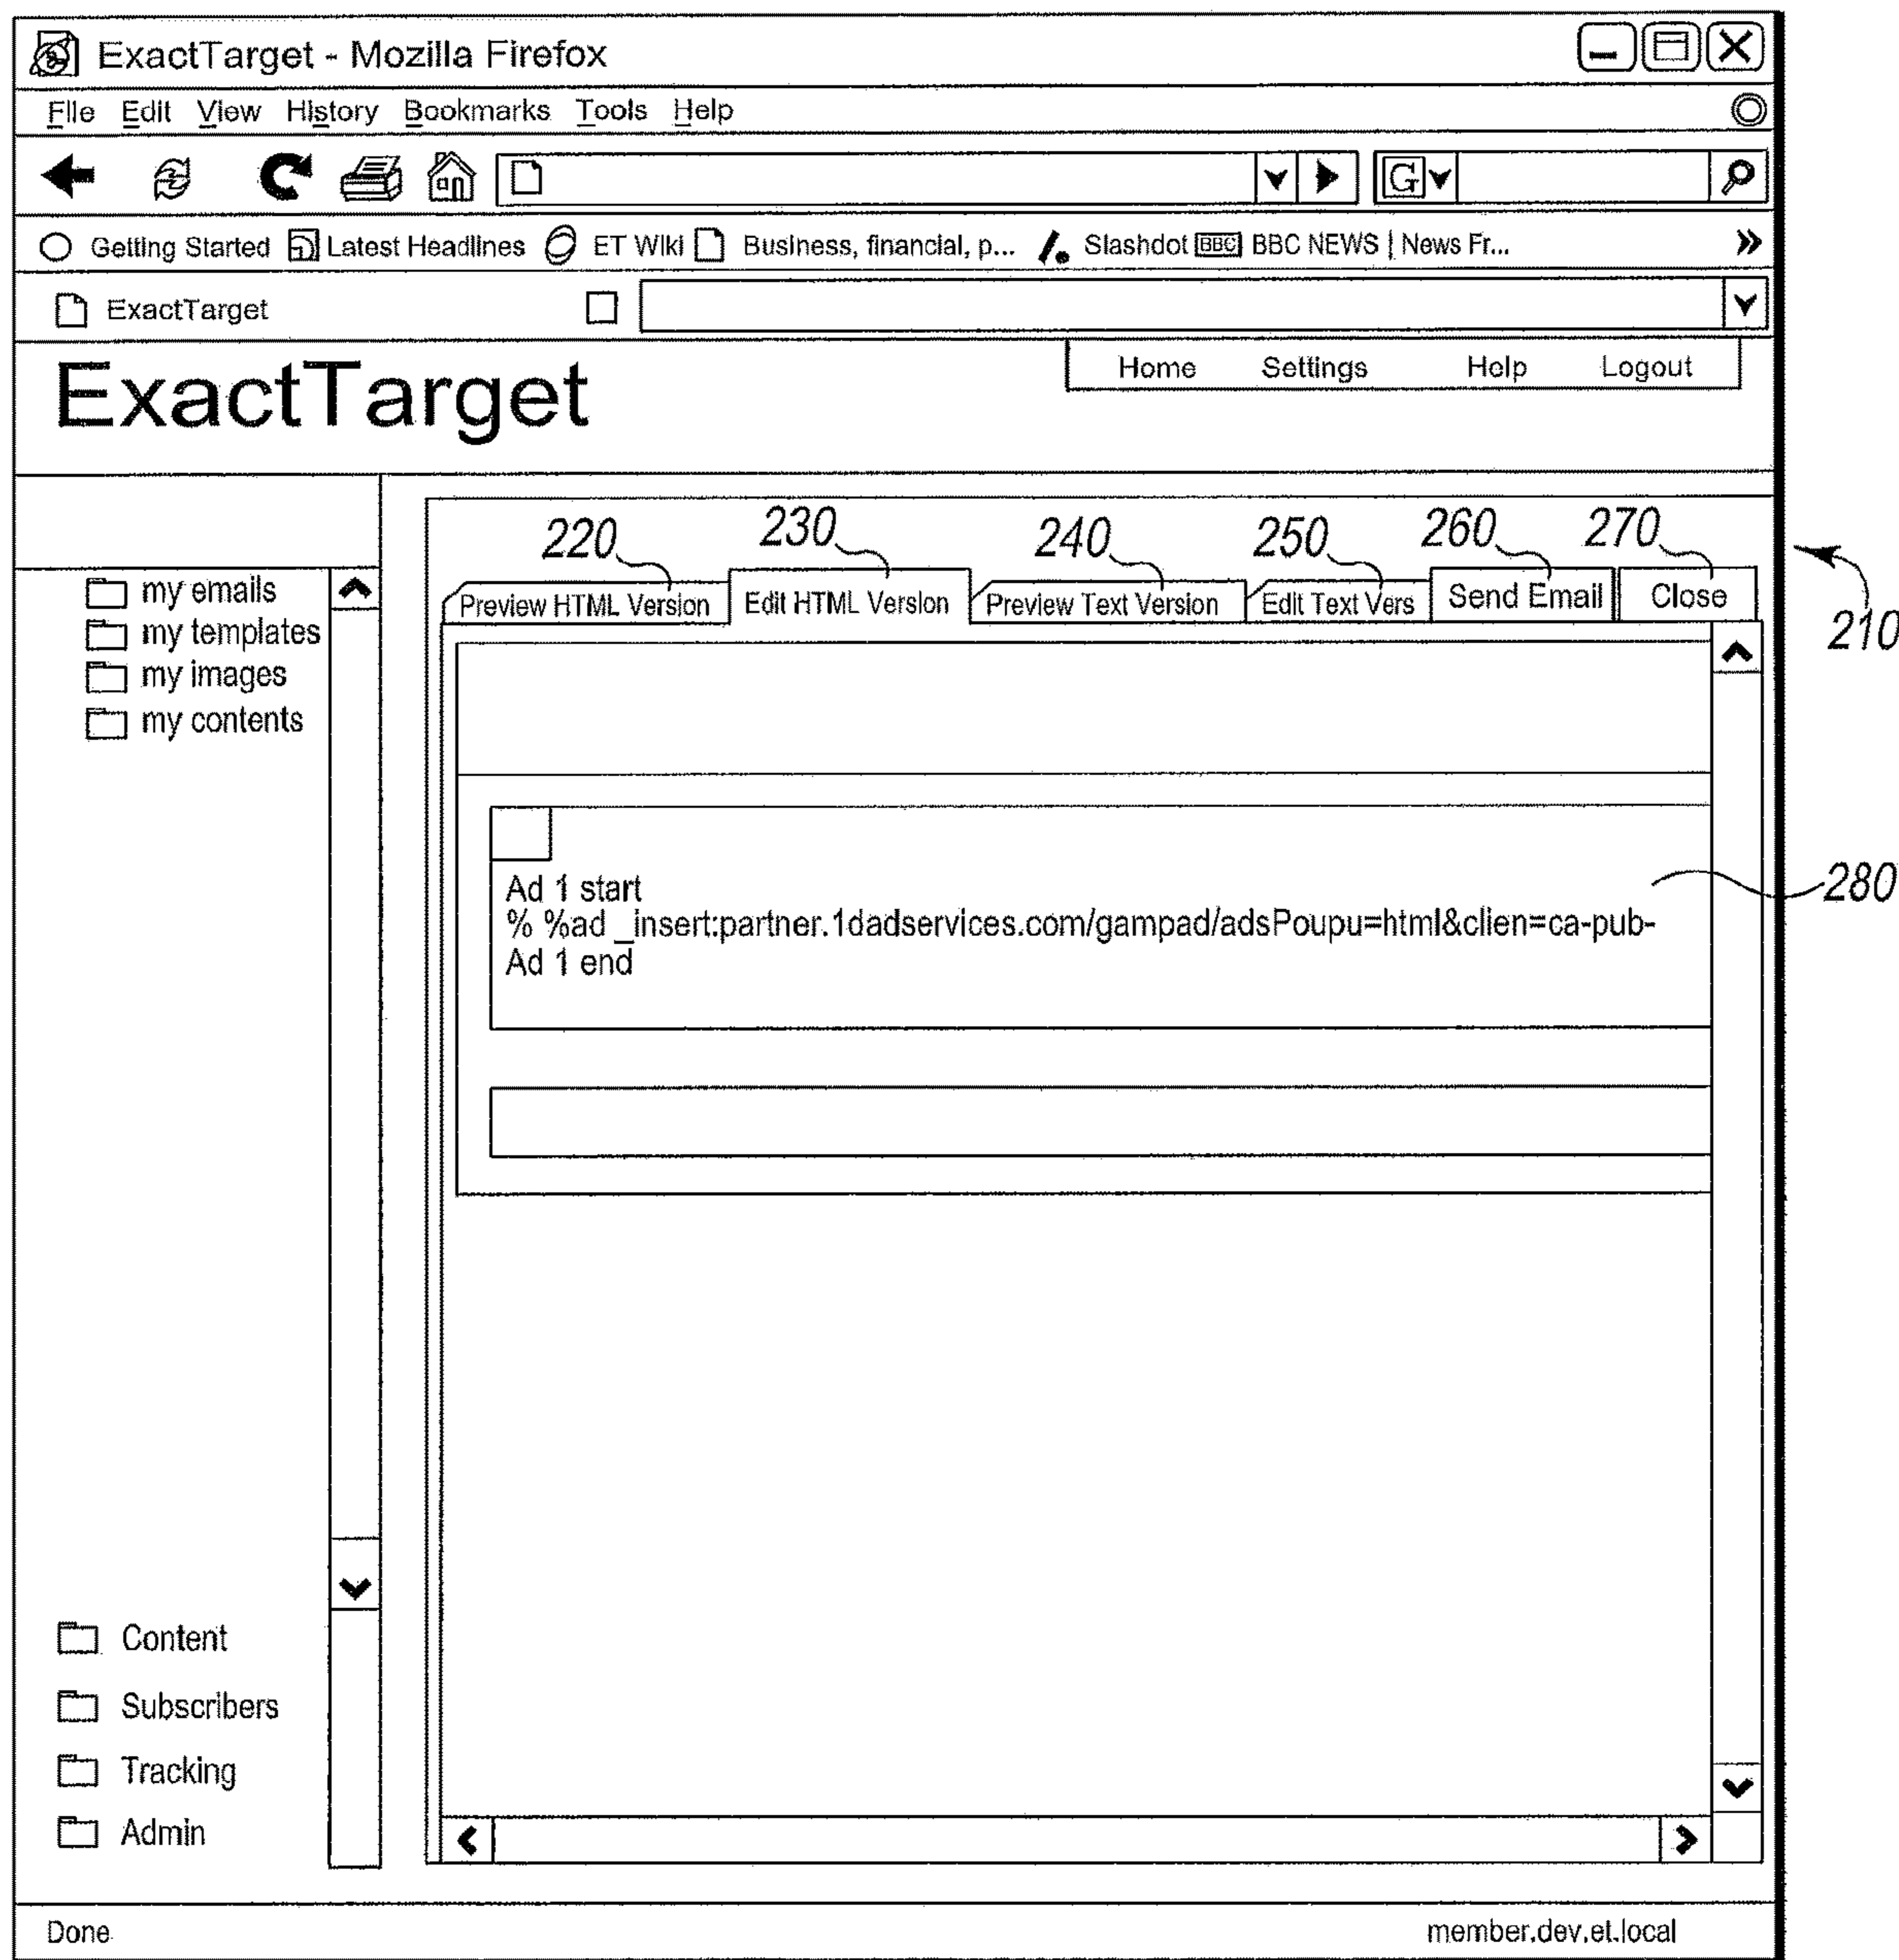 ExactTarget - Mozilla Firefox
File Edit View History Bookmarks Tools Help
G
Getting Started Latest Headlines ET Wiki Business, financial, p... Slashdot BBC BBC NEWS | News Fr... »
ExactTarget
Home Settings Help Logout
ExactTarget
220 230 240 250 260 270
Preview HTML Version Edit HTML Version Preview Text Version Edit Text Vers Send Email Close
210
my emails
my templates
my images
my contents
Ad 1 start
% %ad _insert:partner.1dadservices.com/gampad/adsPoupu=html&clien=ca-pub-
Ad 1 end
280
Content
Subscribers
Tracking
Admin
Done
member.dev.et.local